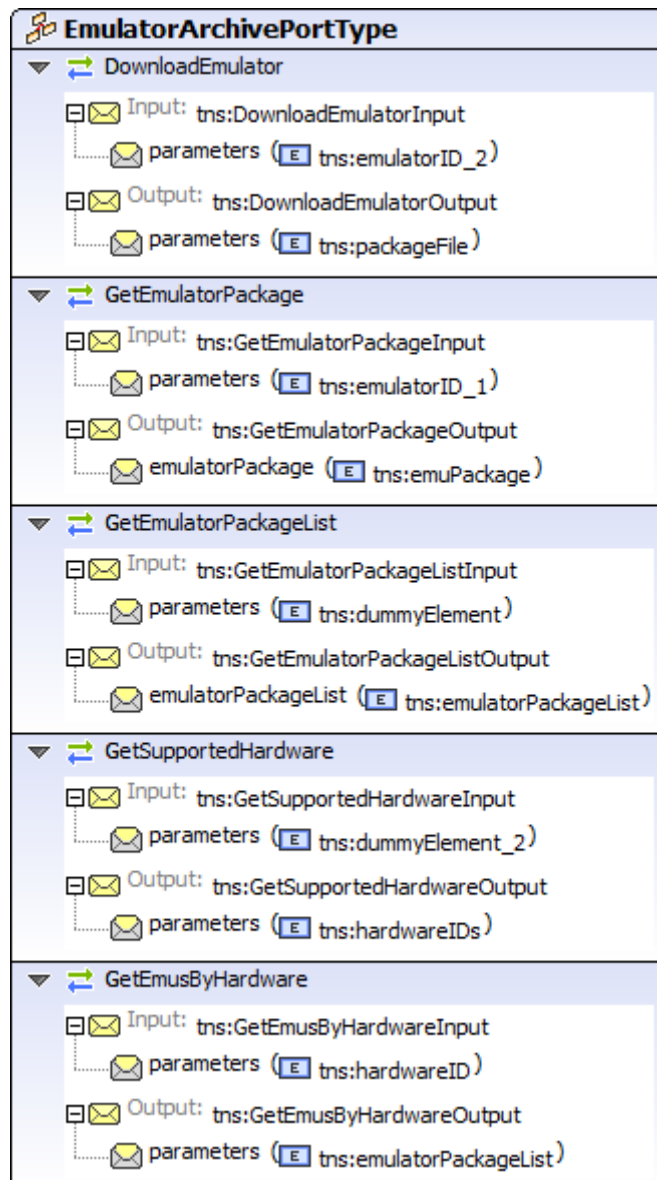 EmulatorArchivePortType
DownloadEmulator
Input: tns:DownloadEmulatorInput
parameters (E tns:emulatorID_2)
Output: tns:DownloadEmulatorOutput
parameters (E tns:packageFile)
GetEmulatorPackage
Input: tns:GetEmulatorPackageInput
parameters (E tns:emulatorID_1)
Output: tns:GetEmulatorPackageOutput
emulatorPackage (E tns:emuPackage)
GetEmulatorPackageList
Input: tns:GetEmulatorPackageListInput
parameters (E tns:dummyElement)
Output: tns:GetEmulatorPackageListOutput
emulatorPackageList (E tns:emulatorPackageList)
GetSupportedHardware
Input: tns:GetSupportedHardwareInput
parameters (E tns:dummyElement_2)
Output: tns:GetSupportedHardwareOutput
parameters (E tns:hardwareIDs)
GetEmusByHardware
Input: tns:GetEmusByHardwareInput
parameters (E tns:hardwareID)
Output: tns:GetEmusByHardwareOutput
parameters (E tns:emulatorPackageList)